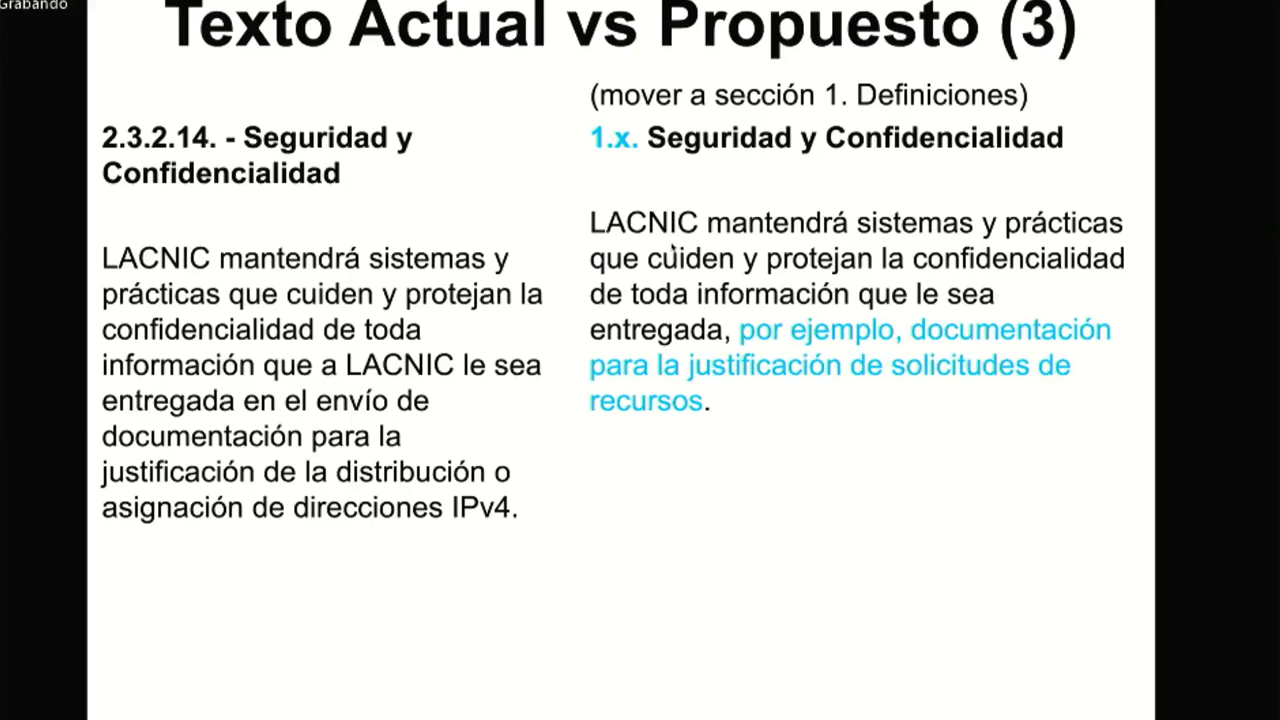 Grabando
Texto Actual vs Propuesto (3)
2.3.2.14. - Seguridad y
Confidencialidad
LACNIC mantendrá sistemas y
prácticas que cuiden y protejan la
confidencialidad de toda
información que a LACNIC le sea
entregada en el envío de
documentación para la
justificación de la distribución o
asignación de direcciones IPv4.
(mover a sección 1. Definiciones)
1.x. Seguridad y Confidencialidad
LACNIC mantendrá sistemas y prácticas
que cuiden y protejan la confidencialidad
de toda información que le sea
entregada, por ejemplo, documentación
para la justificación de solicitudes de
recursos.